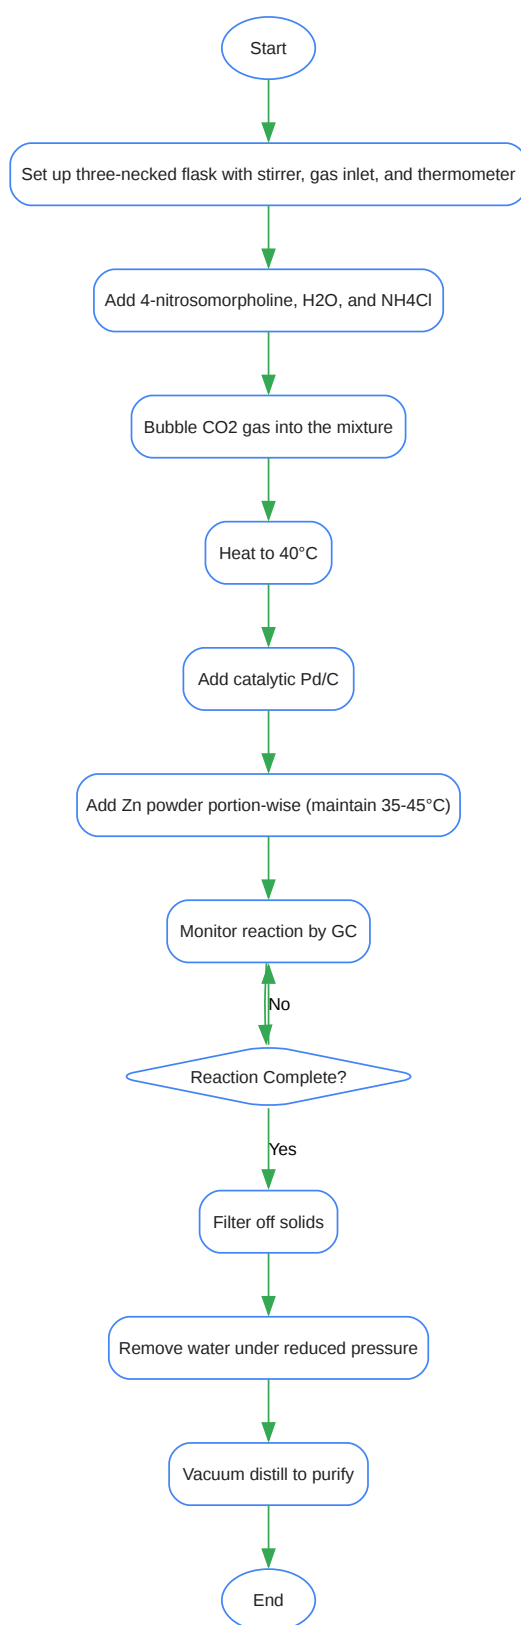 Start
Set up three-necked flask with stirrer, gas inlet, and thermometer
Add 4-nitrosomorpholine, H2O, and NH4Cl
Bubble CO2 gas into the mixture
Heat to 40°C
Add catalytic Pd/C
Add Zn powder portion-wise (maintain 35-45°C)
Monitor reaction by GC
No
Reaction Complete?
Yes
Filter off solids
Remove water under reduced pressure
Vacuum distill to purify
End